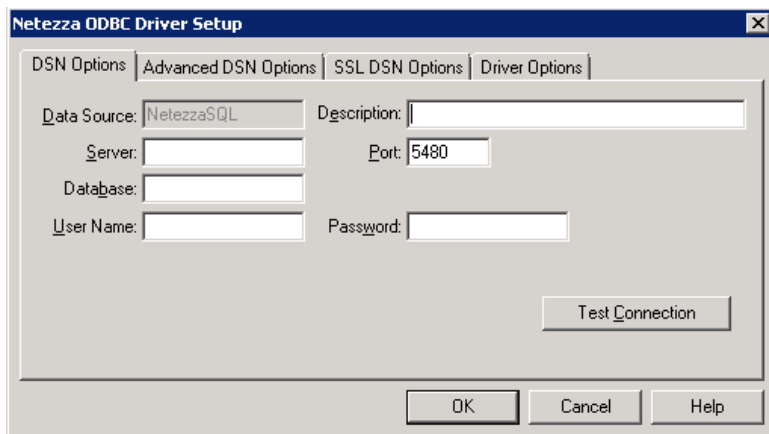 Netezza ODBC Driver Setup
DSN Options Advanced DSN Options SSL DSN Options Driver Options
Data Source: NetezzaSQL Description:
Server: Port: 5480
Database:
User Name: Password:
Test Connection
OK Cancel Help